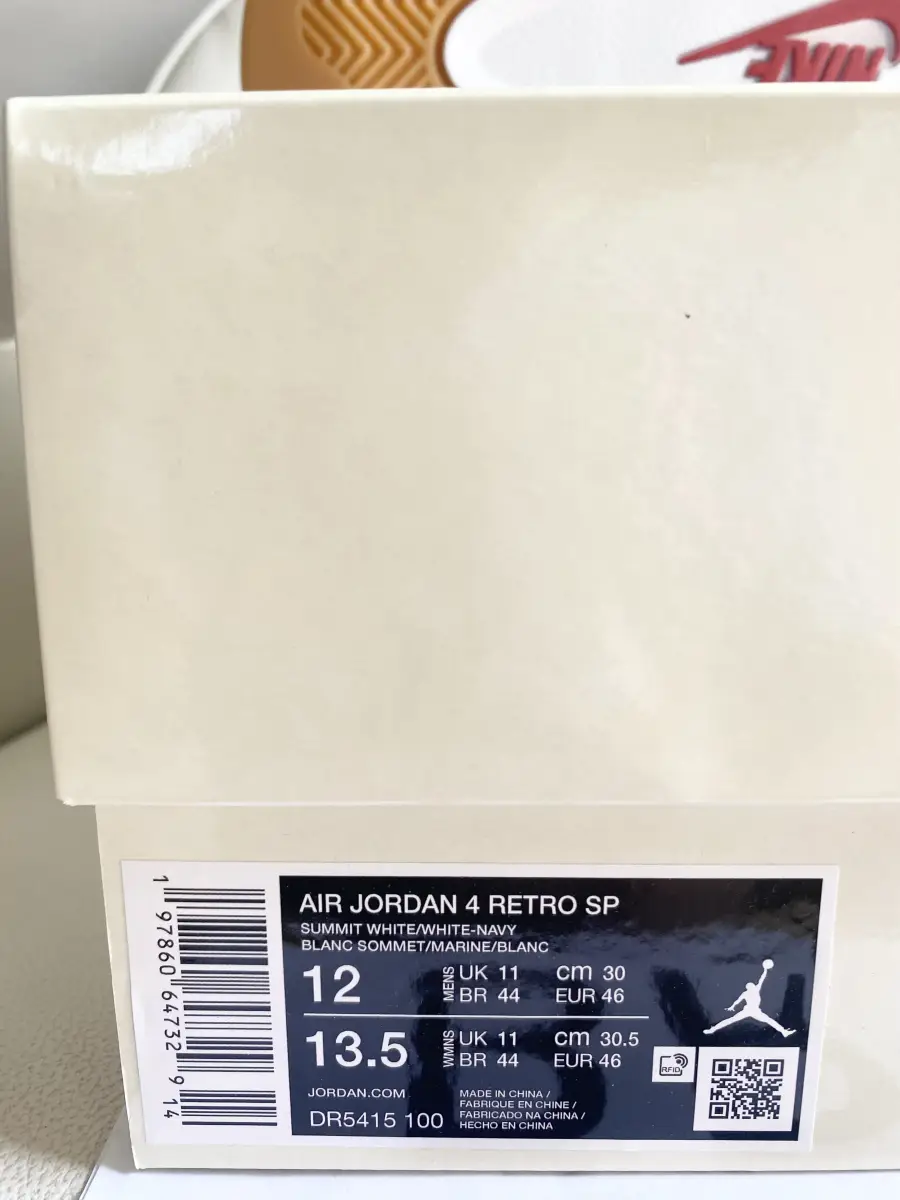 NIKE
AIR JORDAN 4 RETRO SP
SUMMIT WHITE/WHITE-NAVY
BLANC SOMMET/MARINE/BLANC
12 MENS UK 11 cm 30
BR 44 EUR 46
13.5 WMNS UK 11 cm 30.5
BR 44 EUR 46
RFID
JORDAN.COM
DR5415 100
MADE IN CHINA /
FABRIQUE EN CHINE /
FABRICADO NA CHINA /
HECHO EN CHINA
1 97860 64732 9 14